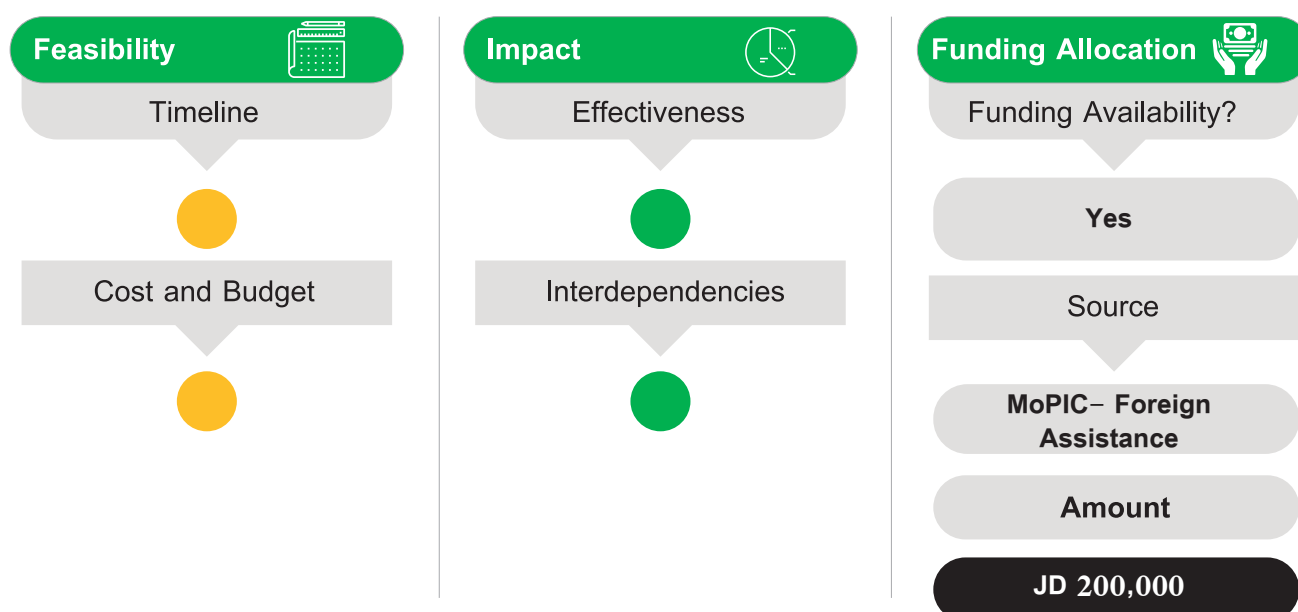 Feasibility
Timeline
Cost and Budget
Impact
Effectiveness
Interdependencies
Funding Allocation
Funding Availability?
Yes
Source
MoPIC– Foreign
Assistance
Amount
JD 200,000